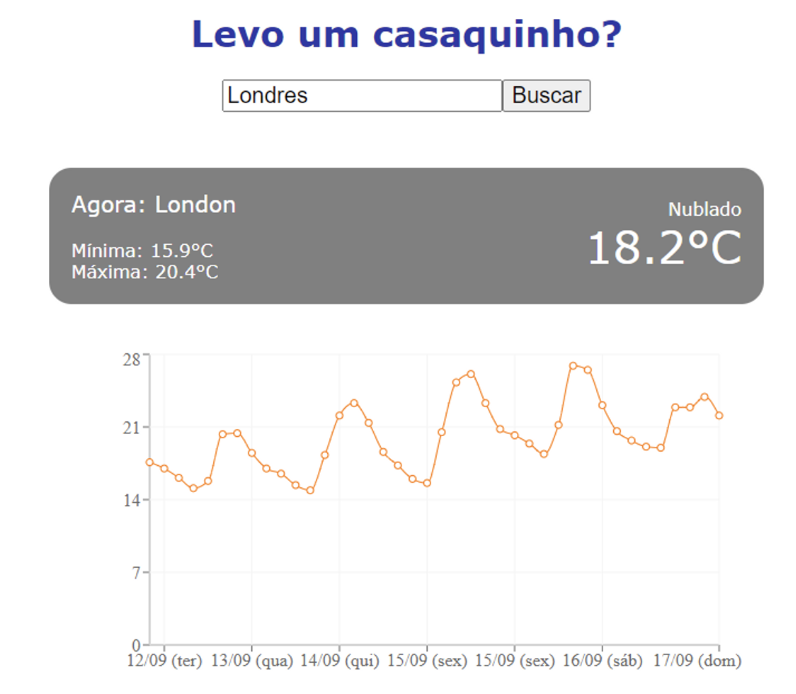 Levo um casaquinho?
Londres Buscar
Agora: London
Nublado
18.2°C
Mínima: 15.9°C
Máxima: 20.4°C
28
21
14
7
0
12/09 (ter) 13/09 (qua) 14/09 (qui) 15/09 (sex) 15/09 (sex) 16/09 (sáb) 17/09 (dom)